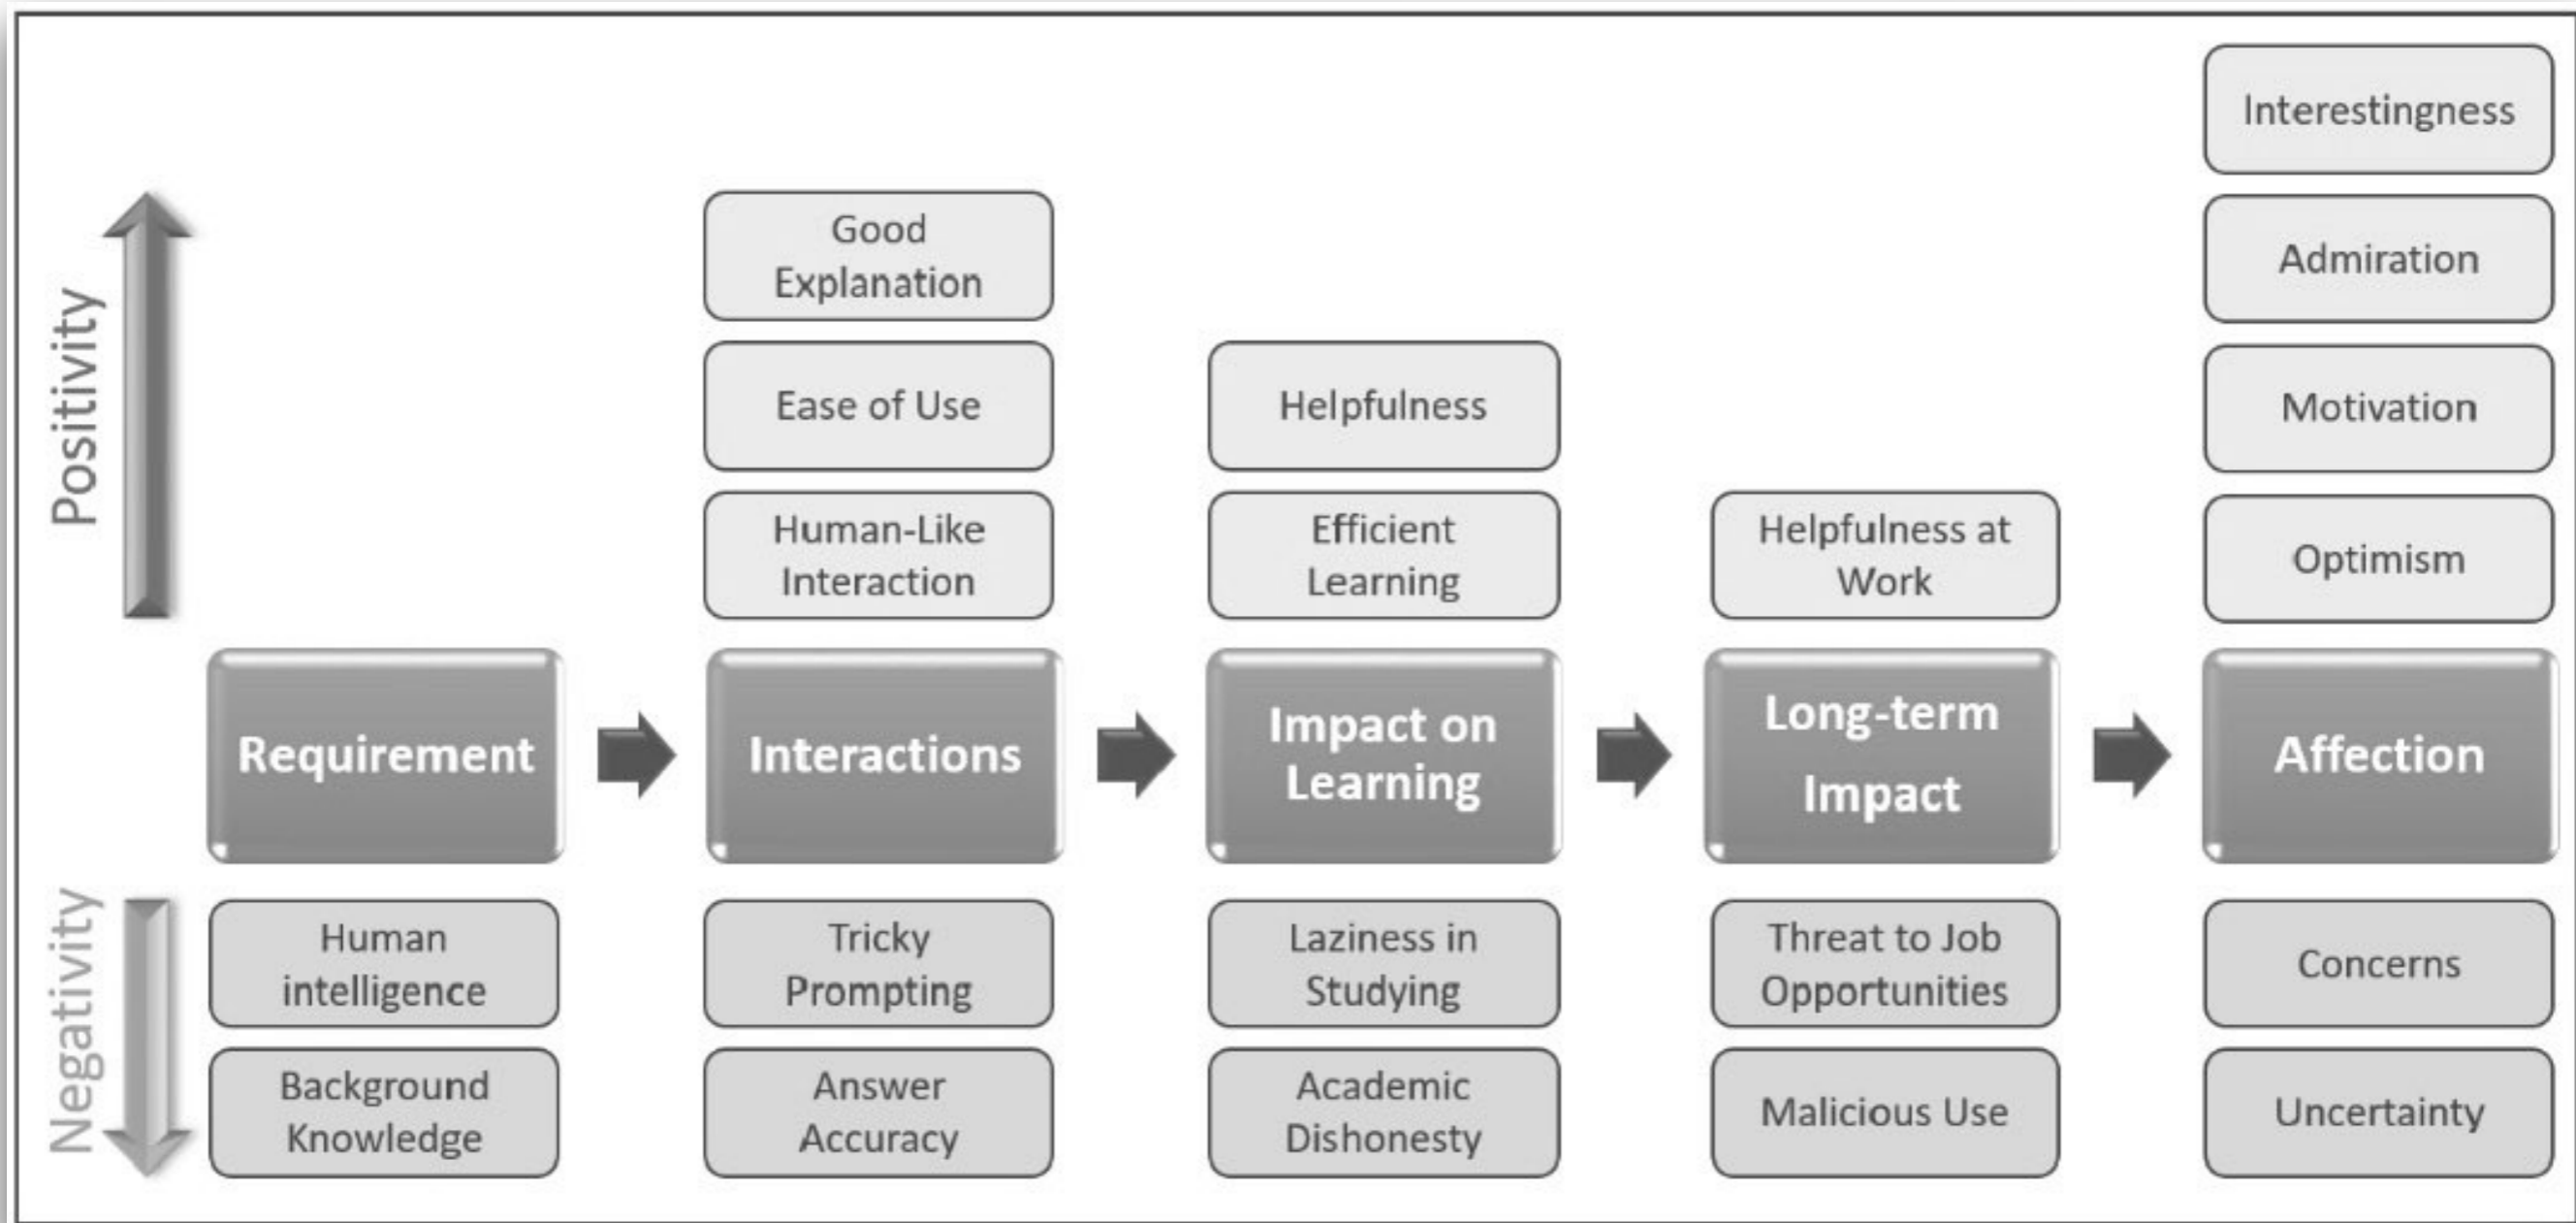 Positivity
Negativity
Requirement
Human
intelligence
Background
Knowledge
Good
Explanation
Ease of Use
Human-Like
Interaction
Interactions
Tricky
Prompting
Answer
Accuracy
Helpfulness
Efficient
Learning
Impact on
Learning
Laziness in
Studying
Academic
Dishonesty
Helpfulness at
Work
Long-term
Impact
Threat to Job
Opportunities
Malicious Use
Interestingness
Admiration
Motivation
Optimism
Affection
Concerns
Uncertainty